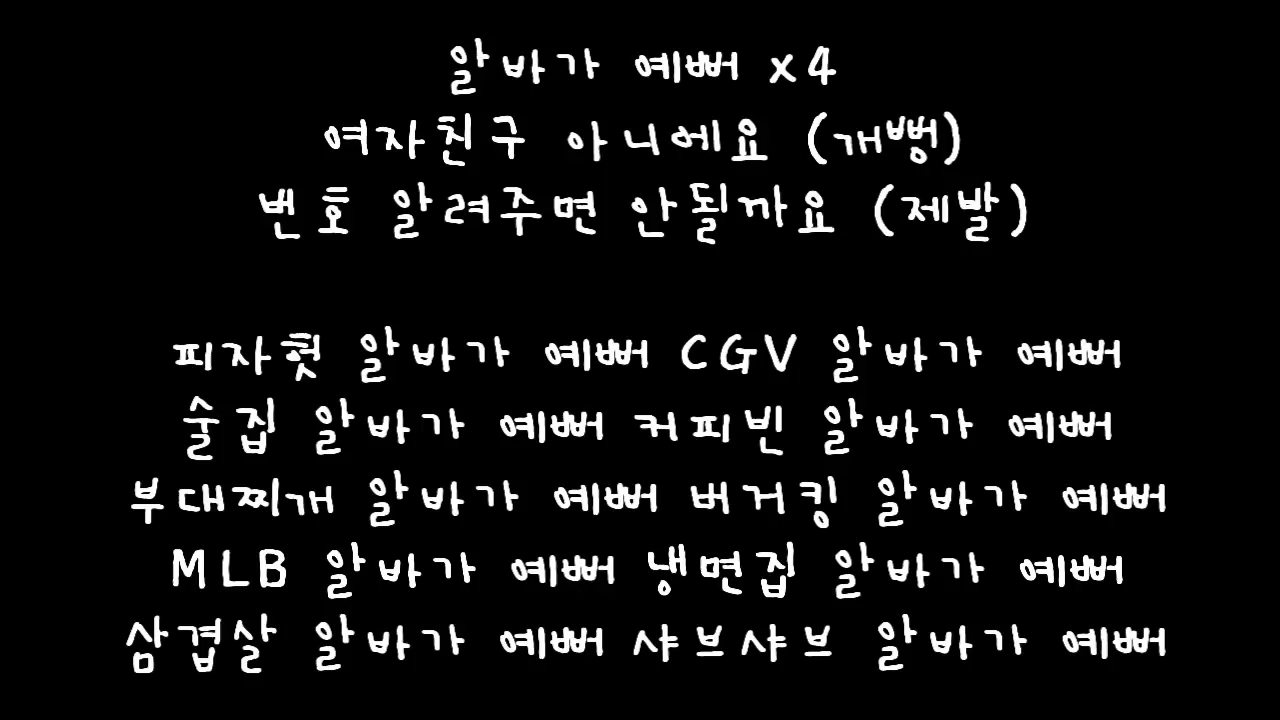 알바가 예뻐 x4
여자친구 아니에요 (개뻥)
번호 알려주면 안될까요 (제발)
피자헛 알바가 예뻐 CGV 알바가 예뻐
술집 알바가 예뻐 커피빈 알바가 예뻐
부대찌개 알바가 예뻐 버거킹 알바가 예뻐
MLB 알바가 예뻐 냉면집 알바가 예뻐
삼겹살 알바가 예뻐 샤브샤브 알바가 예뻐